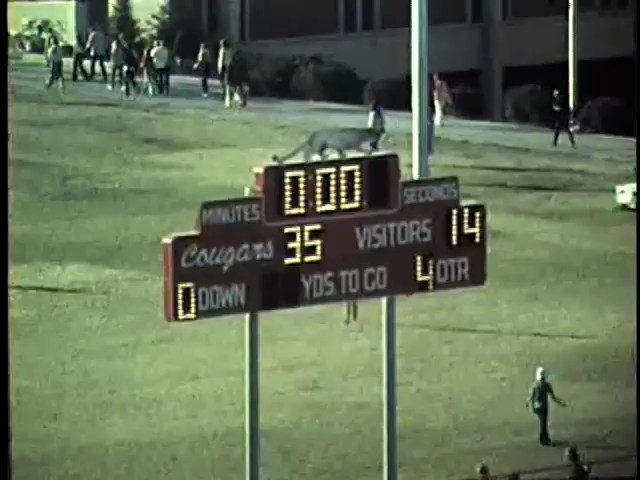 0:00
MINUTES SECONDS
Cougars 35 VISITORS 14
0 DOWN YDS. TO GO 4 QTR